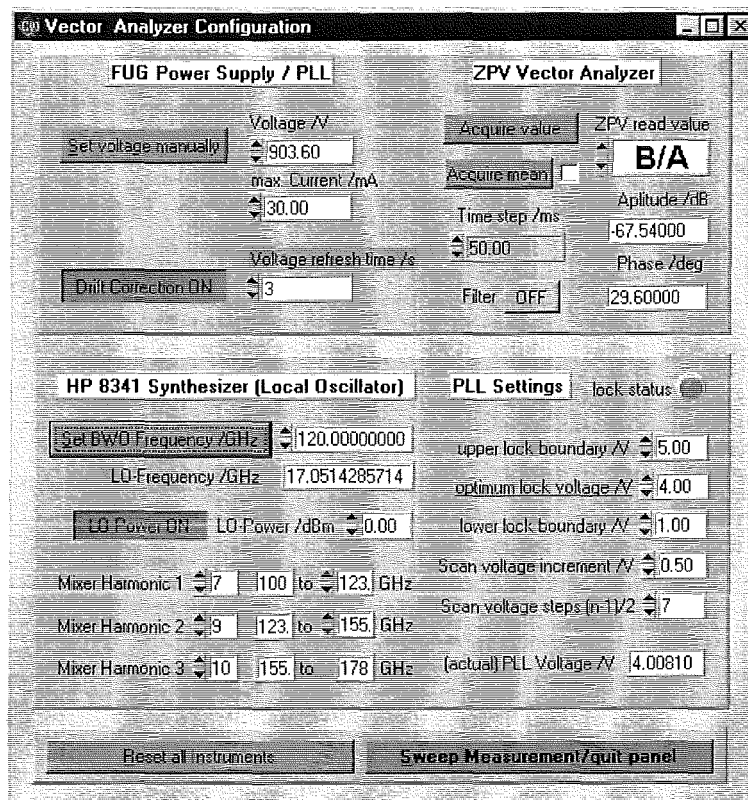 Vector Analyzer Configuration
FUG Power Supply / PLL
Set voltage manually
Voltage /V
903.60
max. Current /mA
30.00
Voltage refresh time /s
Drift Correction ON
3
ZPV Vector Analyzer
Acquire value
ZPV read value
B/A
Acquire mean
Aplitude /dB
-67.54000
Time step /ms
50.00
Phase /deg
Filter OFF
29.60000
HP 8341 Synthesizer (Local Oscillator)
Set BWO Frequency /GHz 120.00000000
LO-Frequency /GHz 17.0514285714
LO Power ON LO-Power /dBm 0.00
Mixer Harmonic 1 7 100 to 123. GHz
Mixer Harmonic 2 9 123. to 155. GHz
Mixer Harmonic 3 10 155. to 178 GHz
PLL Settings lock status
upper lock boundary /V 5.00
optimum lock voltage /V 4.00
lower lock boundary /V 1.00
Scan voltage increment /V 0.50
Scan voltage steps (n-1)/2 7
(actual) PLL Voltage /V 4.00810
Reset all Instruments
Sweep Measurement/quit panel